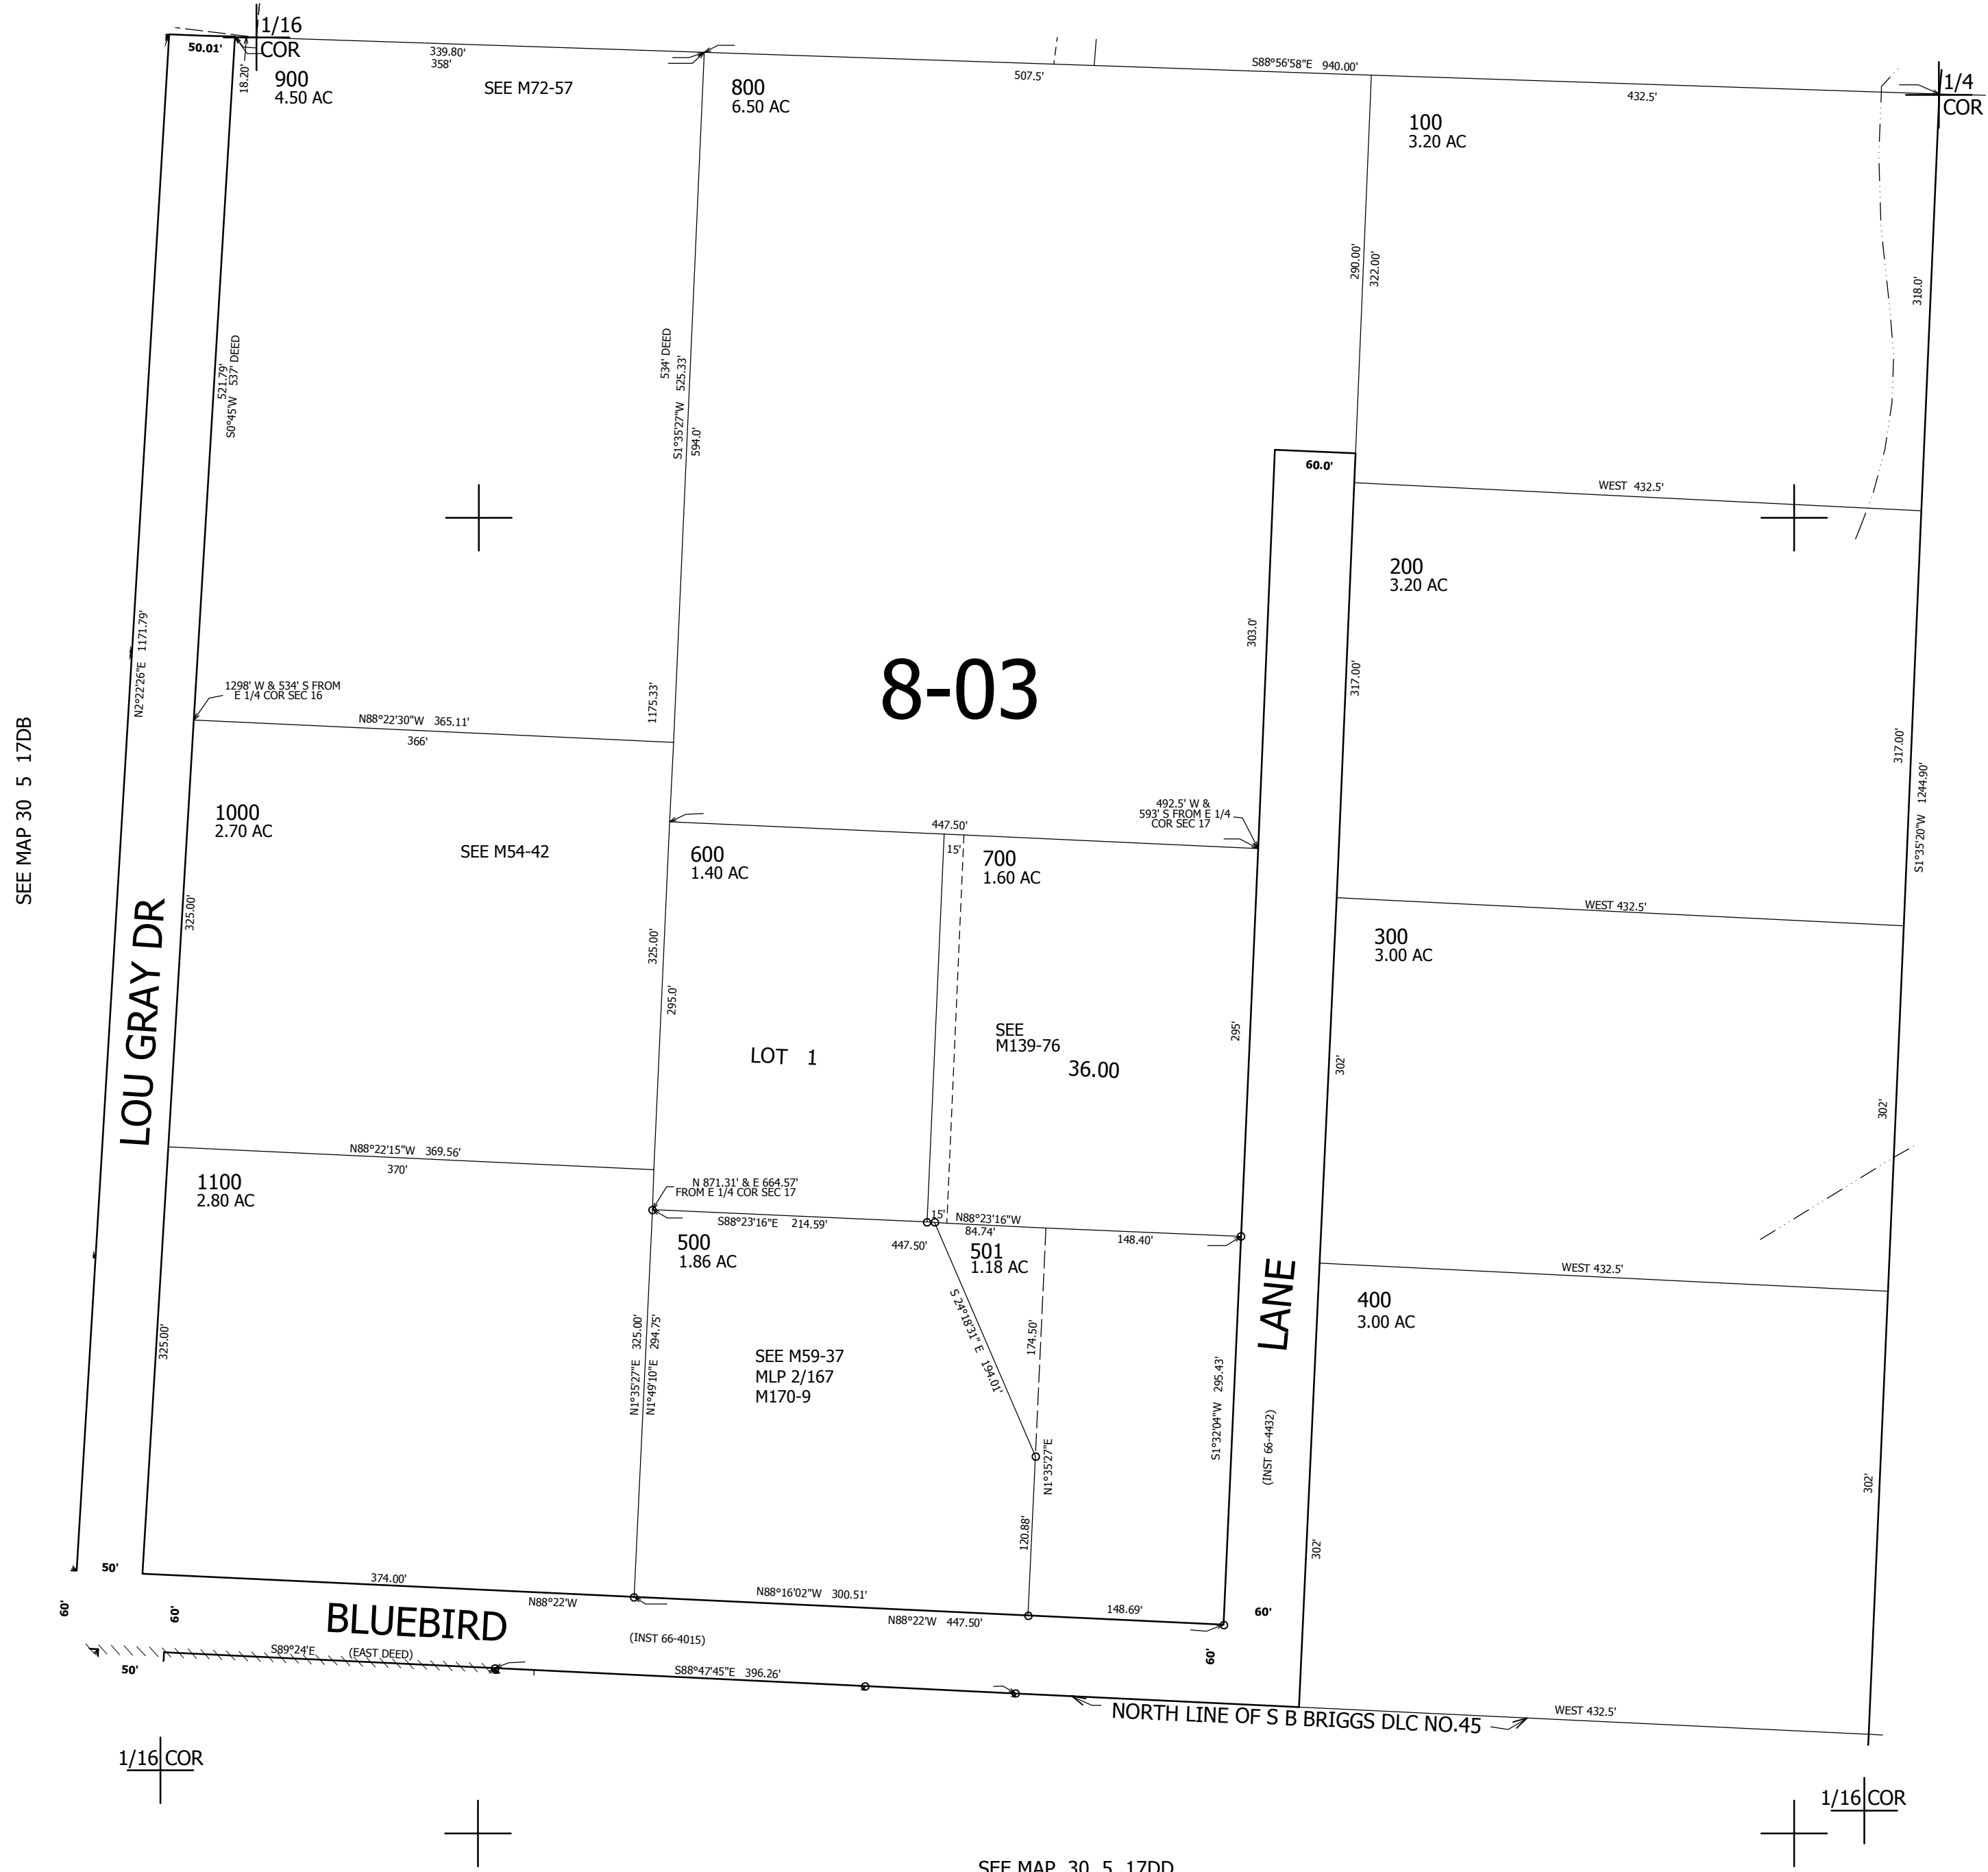 1/16
COR
50.01'
18.20'
900
4.50 AC
339.80'
358'
SEE M72-57
800
6.50 AC
507.5'
S88°56'58"E 940.00'
432.5'
1/4
COR
100
3.20 AC
290.00'
322.00'
318.0'
521.79'
S0°45'W 537' DEED
534' DEED
S1°35'27"W 525.33'
594.0'
60.0'
WEST 432.5'
200
3.20 AC
N2°22'26"E 1171.79'
303.0'
317.00'
8-03
1298' W & 534' S FROM
E 1/4 COR SEC 16
1175.33'
N88°22'30"W 365.11'
366'
SEE MAP 30 5 17DB
317.00'
S1°35'20"W 1244.90'
1000
2.70 AC
SEE M54-42
492.5' W &
593' S FROM E 1/4
COR SEC 17
447.50'
15'
600
1.40 AC
700
1.60 AC
WEST 432.5'
300
3.00 AC
325.00'
325.00'
295.0'
LOU GRAY DR
LOT 1
SEE
M139-76
36.00
295'
302'
302'
N88°22'15"W 369.56'
370'
1100
2.80 AC
N 871.31' & E 664.57'
FROM E 1/4 COR SEC 17
S88°23'16"E 214.59'
447.50'
15'
N88°23'16"W
84.74'
148.40'
500
1.86 AC
501
1.18 AC
WEST 432.5'
400
3.00 AC
LANE
(INST 66-4432)
325.00'
N1°35'27"E 325.00'
N1°49'10"E 294.75'
S 24°18'31" E 194.01'
174.50'
SEE M59-37
MLP 2/167
M170-9
S1°32'04"W 295.43'
N1°35'27"E
120.88'
302'
302'
50'
60'
60'
374.00'
N88°22'W
N88°16'02"W 300.51'
N88°22'W 447.50'
148.69'
60'
60'
BLUEBIRD
(INST 66-4015)
S89°24'E
(EAST DEED)
50'
S88°47'45"E 396.26'
NORTH LINE OF S B BRIGGS DLC NO.45
WEST 432.5'
1/16 COR
1/16 COR
SEE MAP 30 5 17DD